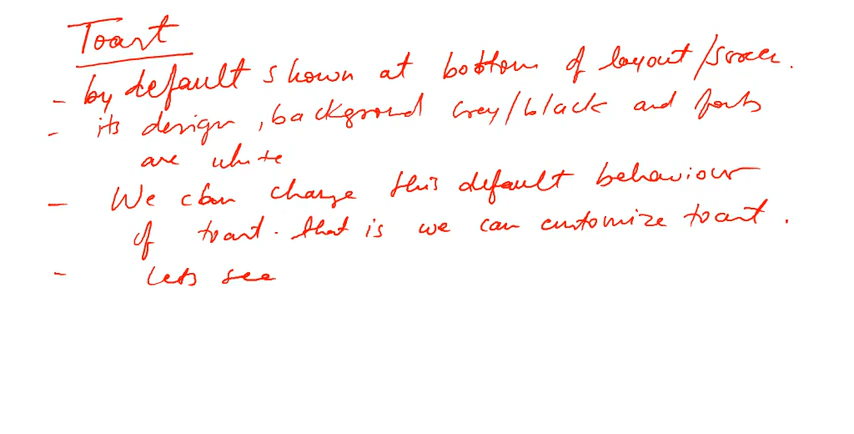 Toast
- by default shown at bottom of layout/screen.
- its design, background grey/black and fonts
are white
- We can change this default behaviour
of toast. that is we can customize toast.
- Lets see